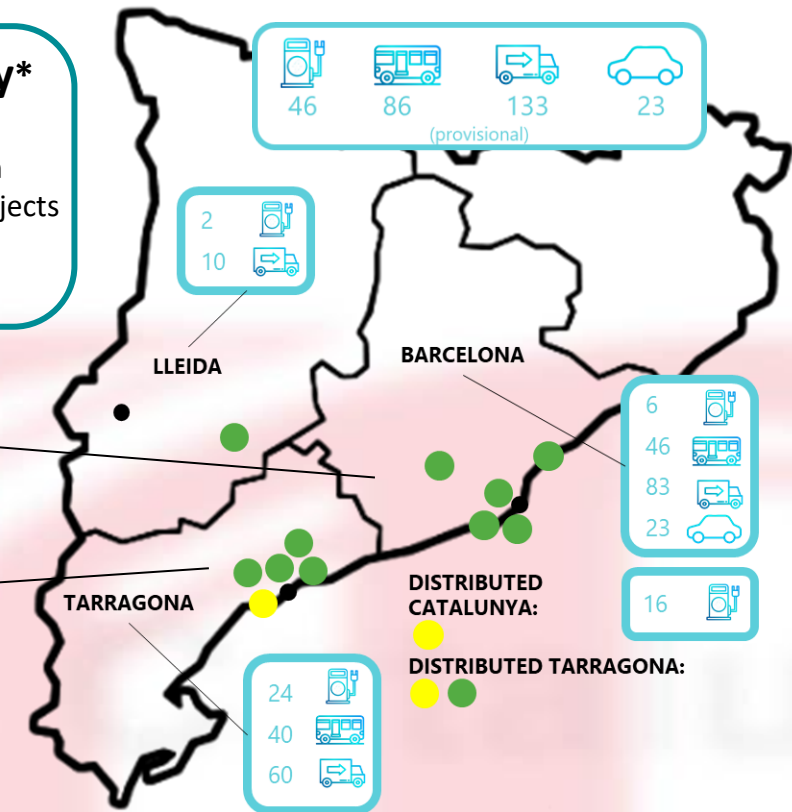 y*
jects
46 86 133 23
(provisional)
2
10
LLEIDA
BARCELONA
6
46
83
23
16
TARRAGONA
DISTRIBUTED
CATALUNYA:
DISTRIBUTED TARRAGONA:
24
40
60